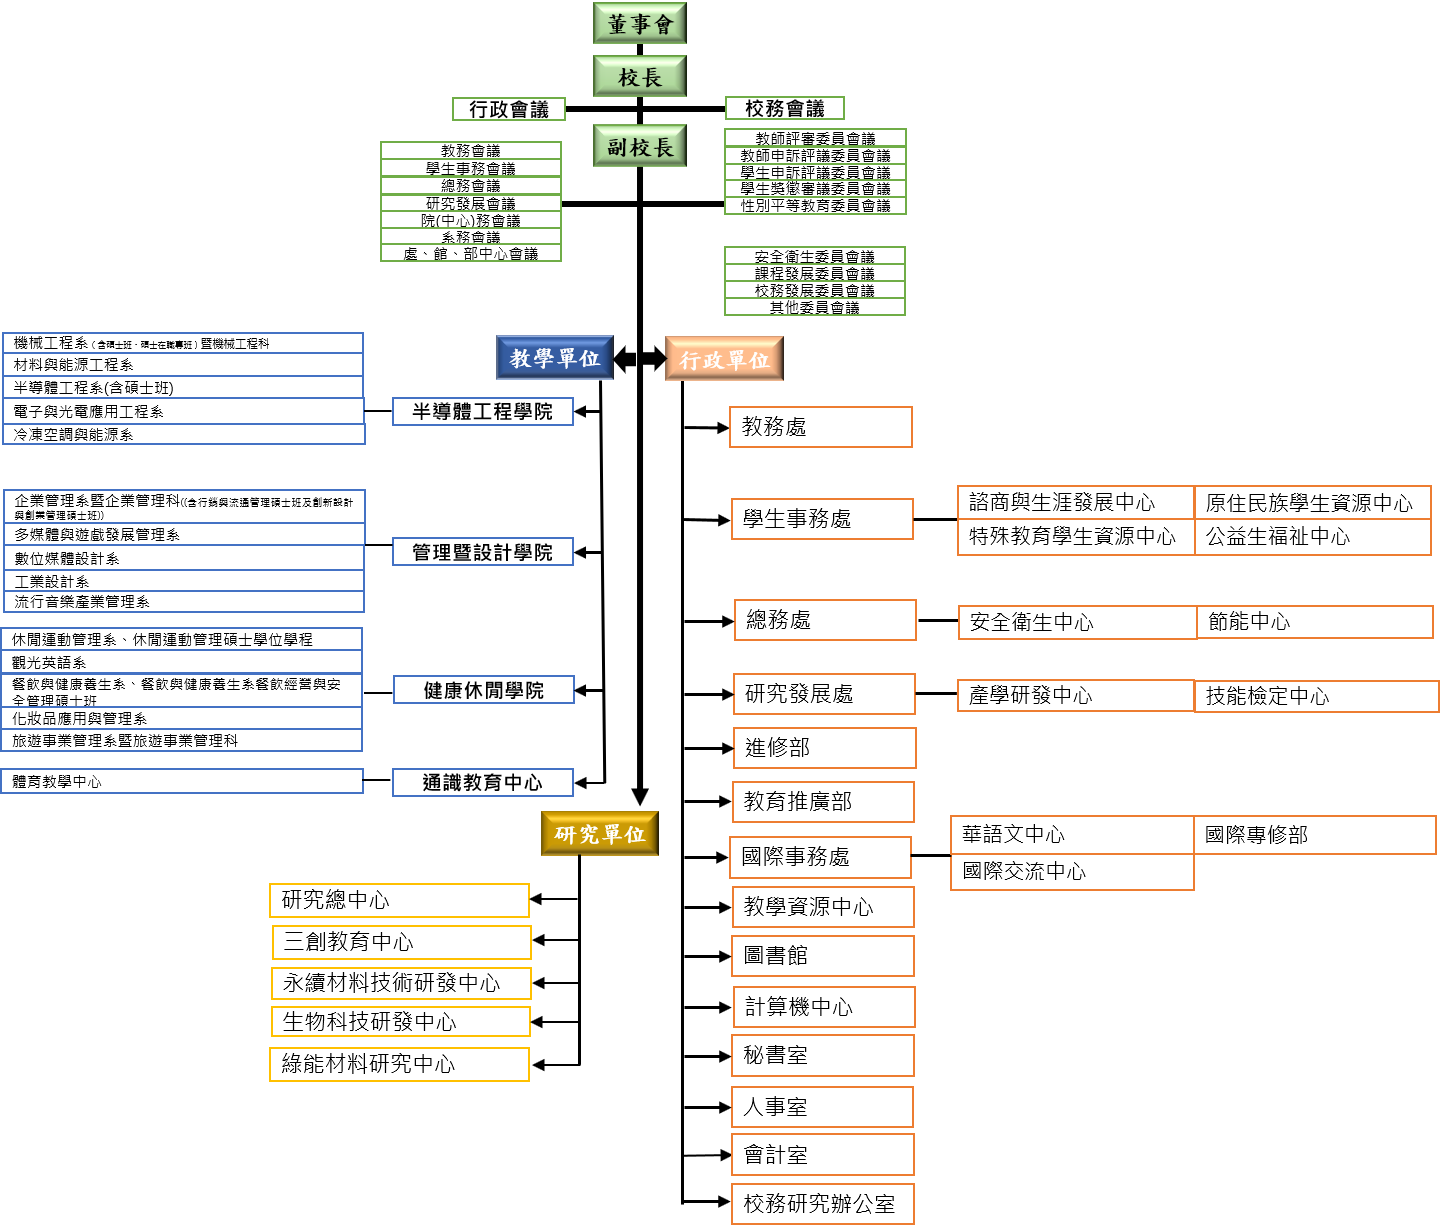 董事會
校長
行政會議
校務會議
副校長
教務會議
學生事務會議
總務會議
研究發展會議
院(中心)務會議
系務會議
處、館、部中心會議
教師評審委員會議
教師申訴評議委員會議
學生申訴評議委員會議
學生獎懲審議委員會議
性別平等教育委員會議
安全衛生委員會議
課程發展委員會議
校務發展委員會議
其他委員會議
教學單位
行政單位
機械工程系(含碩士班、碩士在職專班)暨機械工程科
材料與能源工程系
半導體工程系(含碩士班)
電子與光電應用工程系
冷凍空調與能源系
半導體工程學院
企業管理系暨企業管理科((含行銷與流通管理碩士班及創新設計
與創業管理碩士班))
多媒體與遊戲發展管理系
數位媒體設計系
工業設計系
流行音樂產業管理系
管理暨設計學院
休閒運動管理系、休閒運動管理碩士學位學程
觀光英語系
餐飲與健康養生系、餐飲與健康養生系餐飲經營與安
全管理碩士班
化妝品應用與管理系
旅遊事業管理系暨旅遊事業管理科
健康休閒學院
體育教學中心
通識教育中心
教務處
學生事務處
諮商與生涯發展中心
原住民族學生資源中心
特殊教育學生資源中心
公益生福祉中心
總務處
安全衛生中心
節能中心
研究發展處
產學研發中心
技能檢定中心
進修部
教育推廣部
國際事務處
華語文中心
國際專修部
國際交流中心
教學資源中心
圖書館
計算機中心
秘書室
人事室
會計室
校務研究辦公室
研究單位
研究總中心
三創教育中心
永續材料技術研發中心
生物科技研發中心
綠能材料研究中心